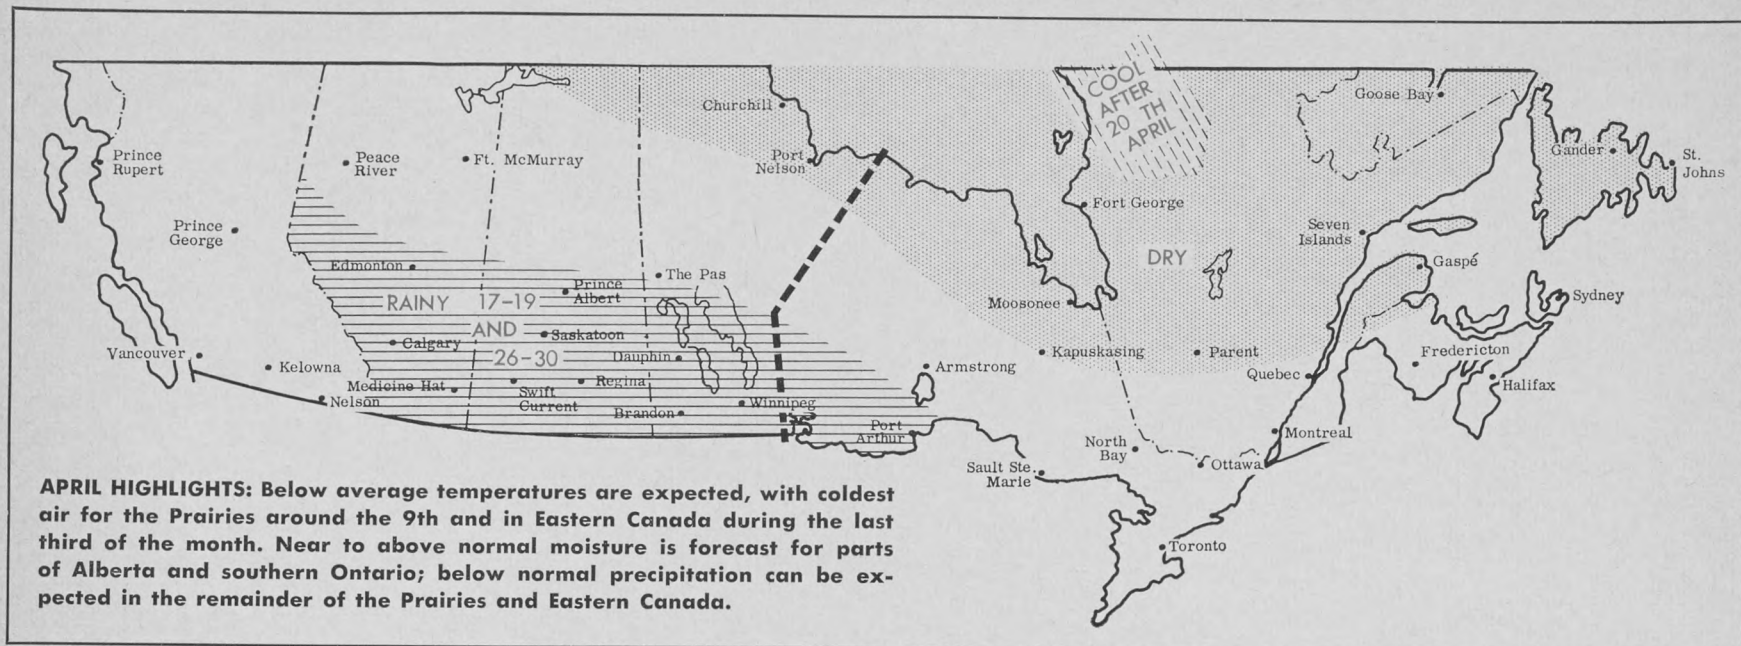 COOL
AFTER
20 TH
APRIL
Churchill
Goose Bay
Prince
Rupert
Peace
River
Ft. McMurray
Port
Nelson
Gander
St.
Johns
Fort George
Prince
George
Seven
Islands
Edmonton
The Pas
DRY
Gaspé
Prince
Albert
RAINY 17-19
AND
26-30
Moosonee
Sydney
Saskatoon
Calgary
Vancouver
Dauphin
Kapuskasing
Parent
Fredericton
Kelowna
Armstrong
Medicine Hat
Regina
Quebec
Halifax
Swift
Current
Nelson
Winnipeg
Brandon
Port
Arthur
Montreal
North
Bay
Ottawa
Sault Ste.
Marie
Toronto
APRIL HIGHLIGHTS: Below average temperatures are expected, with coldest
air for the Prairies around the 9th and in Eastern Canada during the last
third of the month. Near to above normal moisture is forecast for parts
of Alberta and southern Ontario; below normal precipitation can be ex-
pected in the remainder of the Prairies and Eastern Canada.